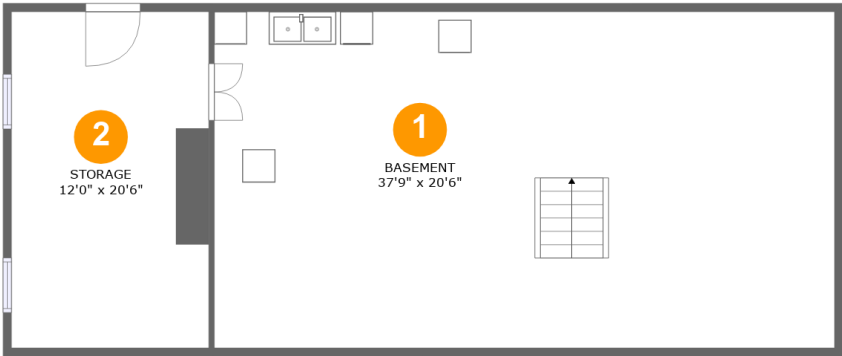 1
BASEMENT
37'9" x 20'6"
2
STORAGE
12'0" x 20'6"